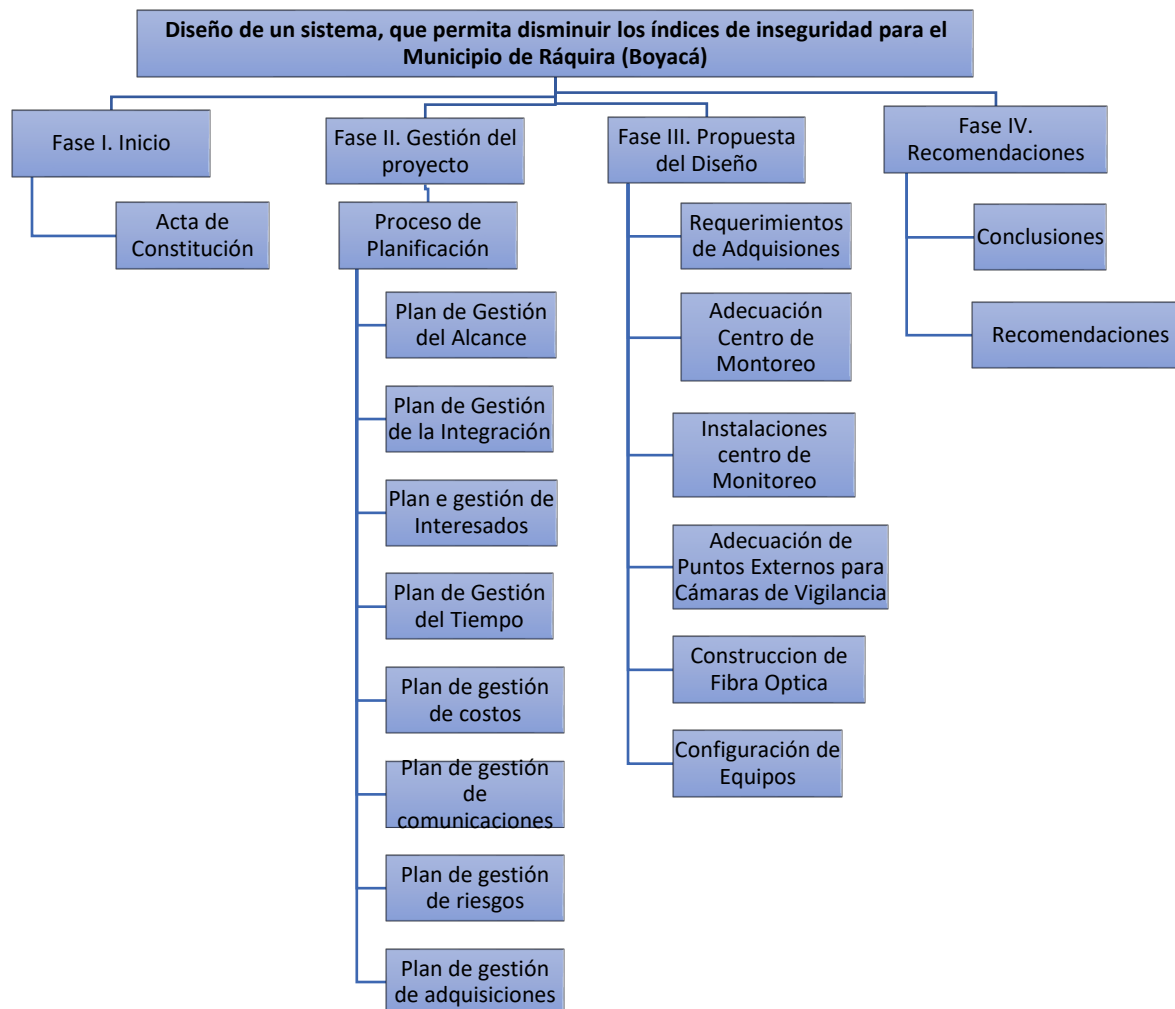 Diseño de un sistema, que permita disminuir los índices de inseguridad para el
Municipio de Ráquira (Boyacá)
Fase I. Inicio
Acta de
Constitución
Fase II. Gestión del
proyecto
Proceso de
Planificación
Plan de Gestión
del Alcance
Plan de Gestión
de la Integración
Plan e gestión de
Interesados
Plan de Gestión
del Tiempo
Plan de gestión
de costos
Plan de gestión
de
comunicaciones
Plan de gestión
de riesgos
Plan de gestión
de adquisiciones
Fase III. Propuesta
del Diseño
Requerimientos
de Adquisiones
Adecuación
Centro de
Montoreo
Instalaciones
centro de
Monitoreo
Adecuación de
Puntos Externos para
Cámaras de Vigilancia
Construccion de
Fibra Optica
Configuración de
Equipos
Fase IV.
Recomendaciones
Conclusiones
Recomendaciones